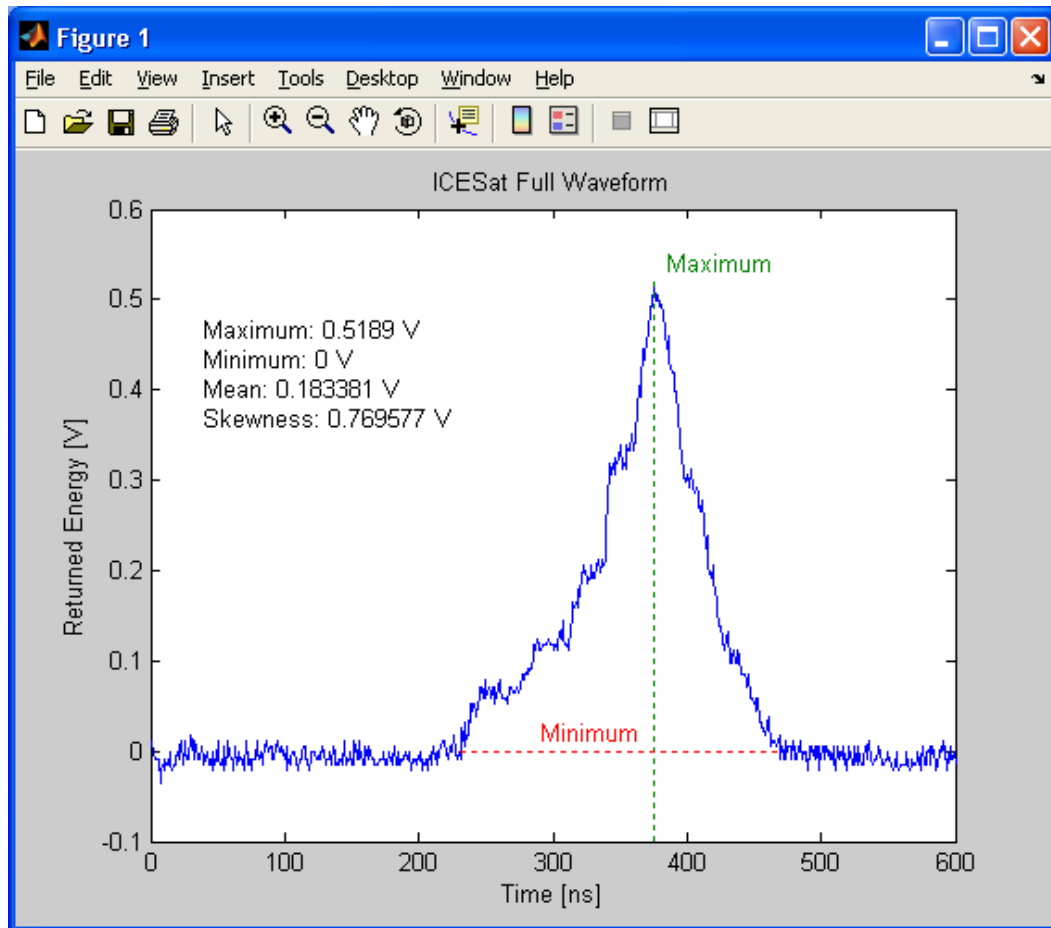 Figure 1
File Edit View Insert Tools Desktop Window Help
ICESat Full Waveform
0.6
0.5
0.4
0.3
0.2
0.1
0
-0.1
Returned Energy [V]
Maximum
Maximum: 0.5189 V
Minimum: 0 V
Mean: 0.183381 V
Skewness: 0.769577 V
Minimum
0 100 200 300 400 500 600
Time [ns]